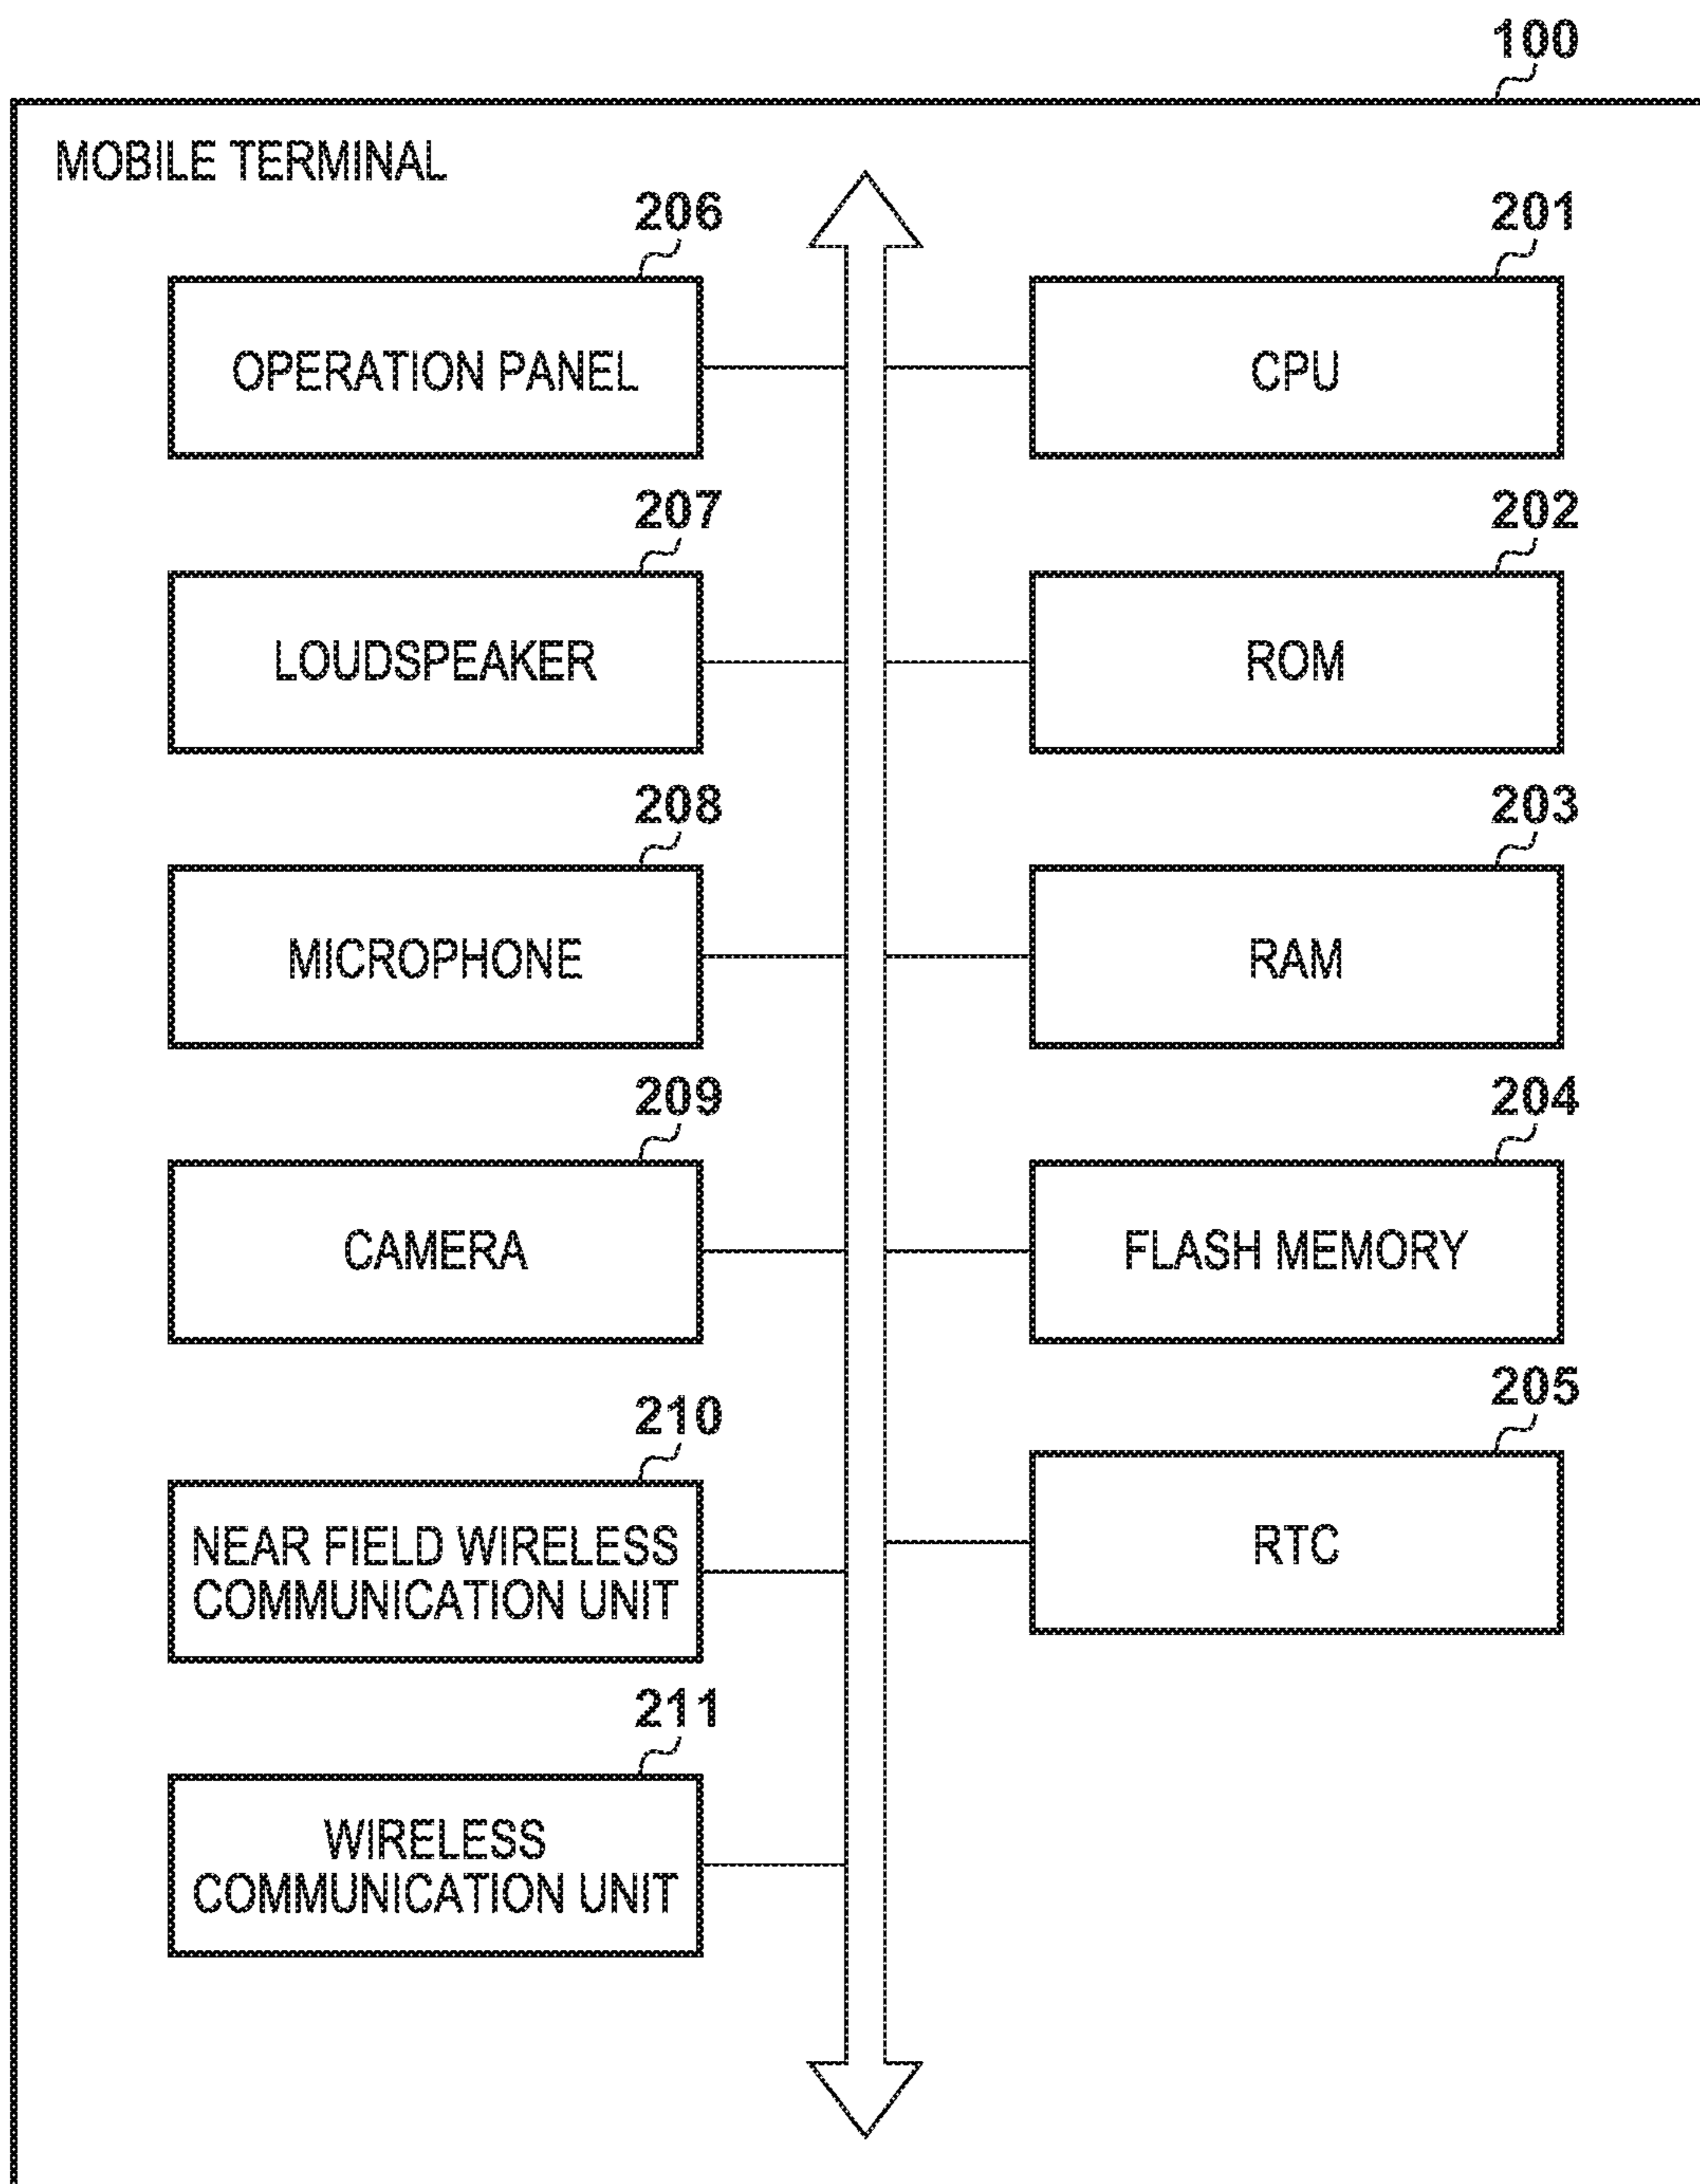 100
MOBILE TERMINAL
206
OPERATION PANEL
201
CPU
207
LOUDSPEAKER
202
ROM
208
MICROPHONE
203
RAM
209
CAMERA
204
FLASH MEMORY
210
NEAR FIELD WIRELESS
COMMUNICATION UNIT
205
RTC
211
WIRELESS
COMMUNICATION UNIT